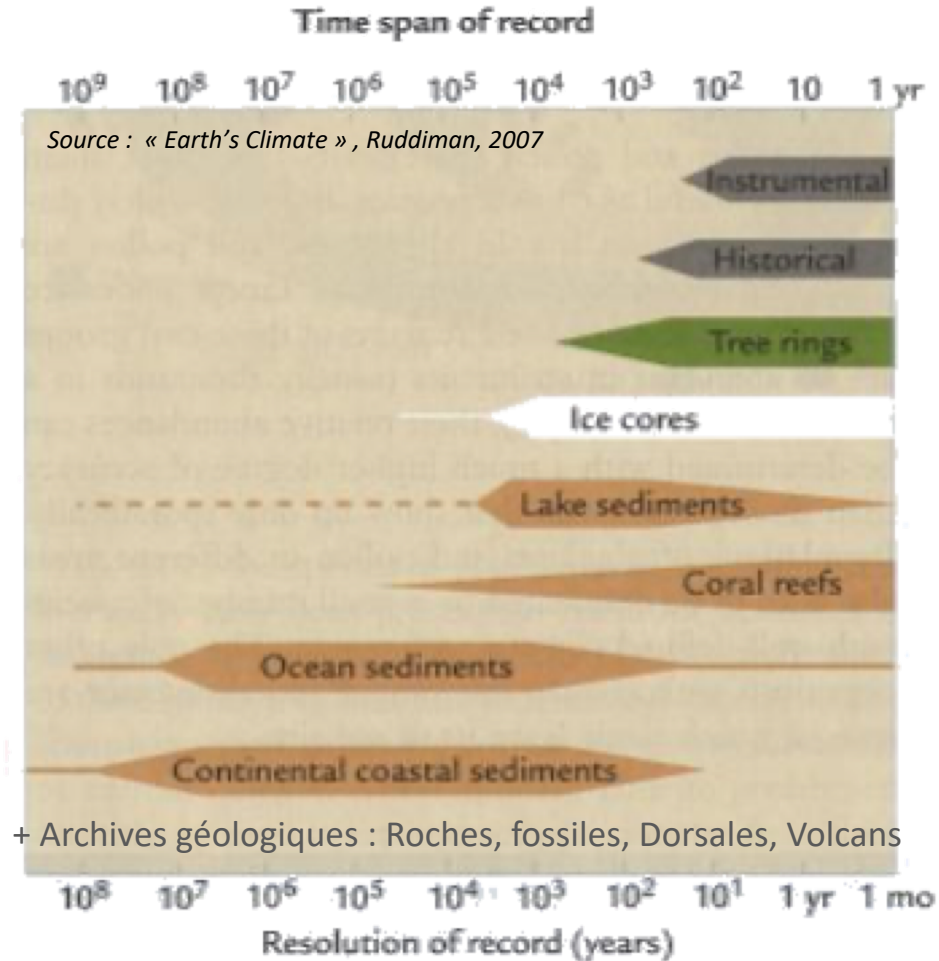 Time span of record
10⁹ 10⁸ 10⁷ 10⁶ 10⁵ 10⁴ 10³ 10² 10 1 yr
Source : « Earth's Climate » , Ruddiman, 2007
Instrumental
Historical
Tree rings
Ice cores
Lake sediments
Coral reefs
Ocean sediments
Continental coastal sediments
+ Archives géologiques : Roches, fossiles, Dorsales, Volcans
10⁸ 10⁷ 10⁶ 10⁵ 10⁴ 10³ 10² 10¹ 1 yr 1 mo
Resolution of record (years)